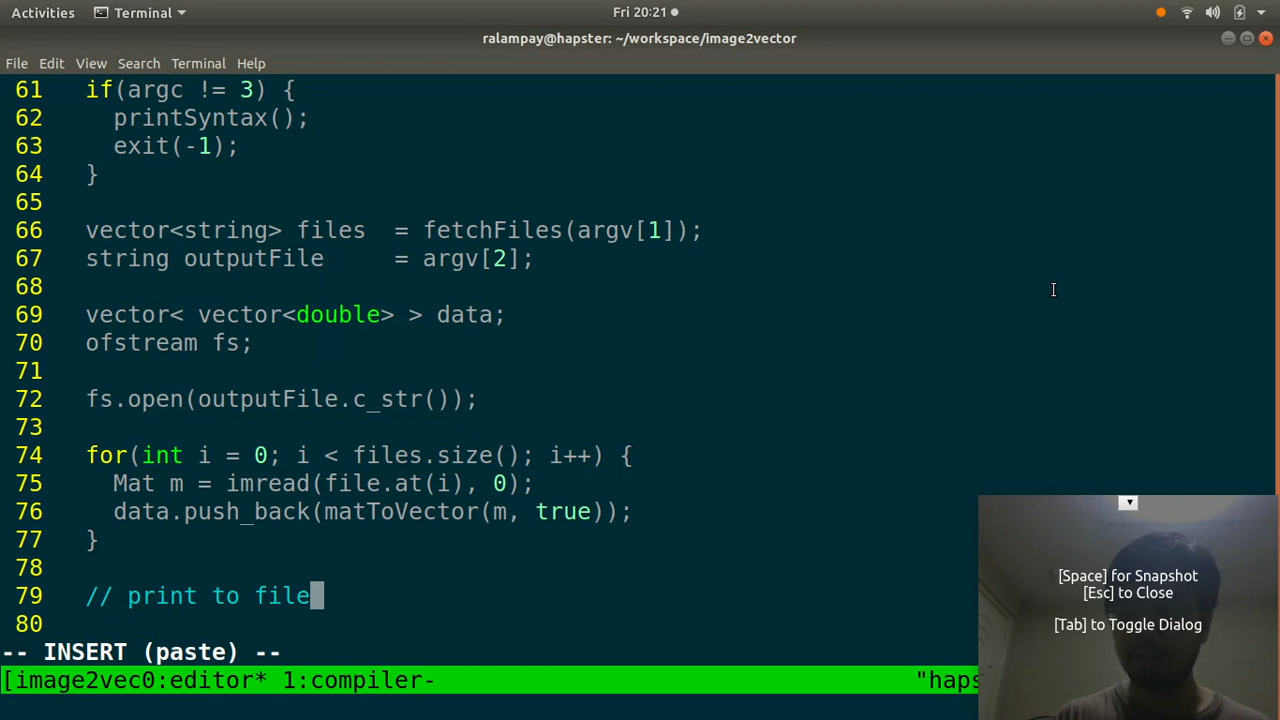 Activities Terminal Fri 20:21
ralampay@hapster: ~/workspace/image2vector
File Edit View Search Terminal Help
61 if(argc != 3) {
62 printSyntax();
63 exit(-1);
64 }
65
66 vector<string> files = fetchFiles(argv[1]);
67 string outputFile = argv[2];
68
69 vector< vector<double> > data;
70 ofstream fs;
71
72 fs.open(outputFile.c_str());
73
74 for(int i = 0; i < files.size(); i++) {
75 Mat m = imread(file.at(i), 0);
76 data.push_back(matToVector(m, true));
77 }
78
79 // print to file
80
-- INSERT (paste) --
[image2vec0:editor* 1:compiler- "haps
[Space] for Snapshot
[Esc] to Close
[Tab] to Toggle Dialog